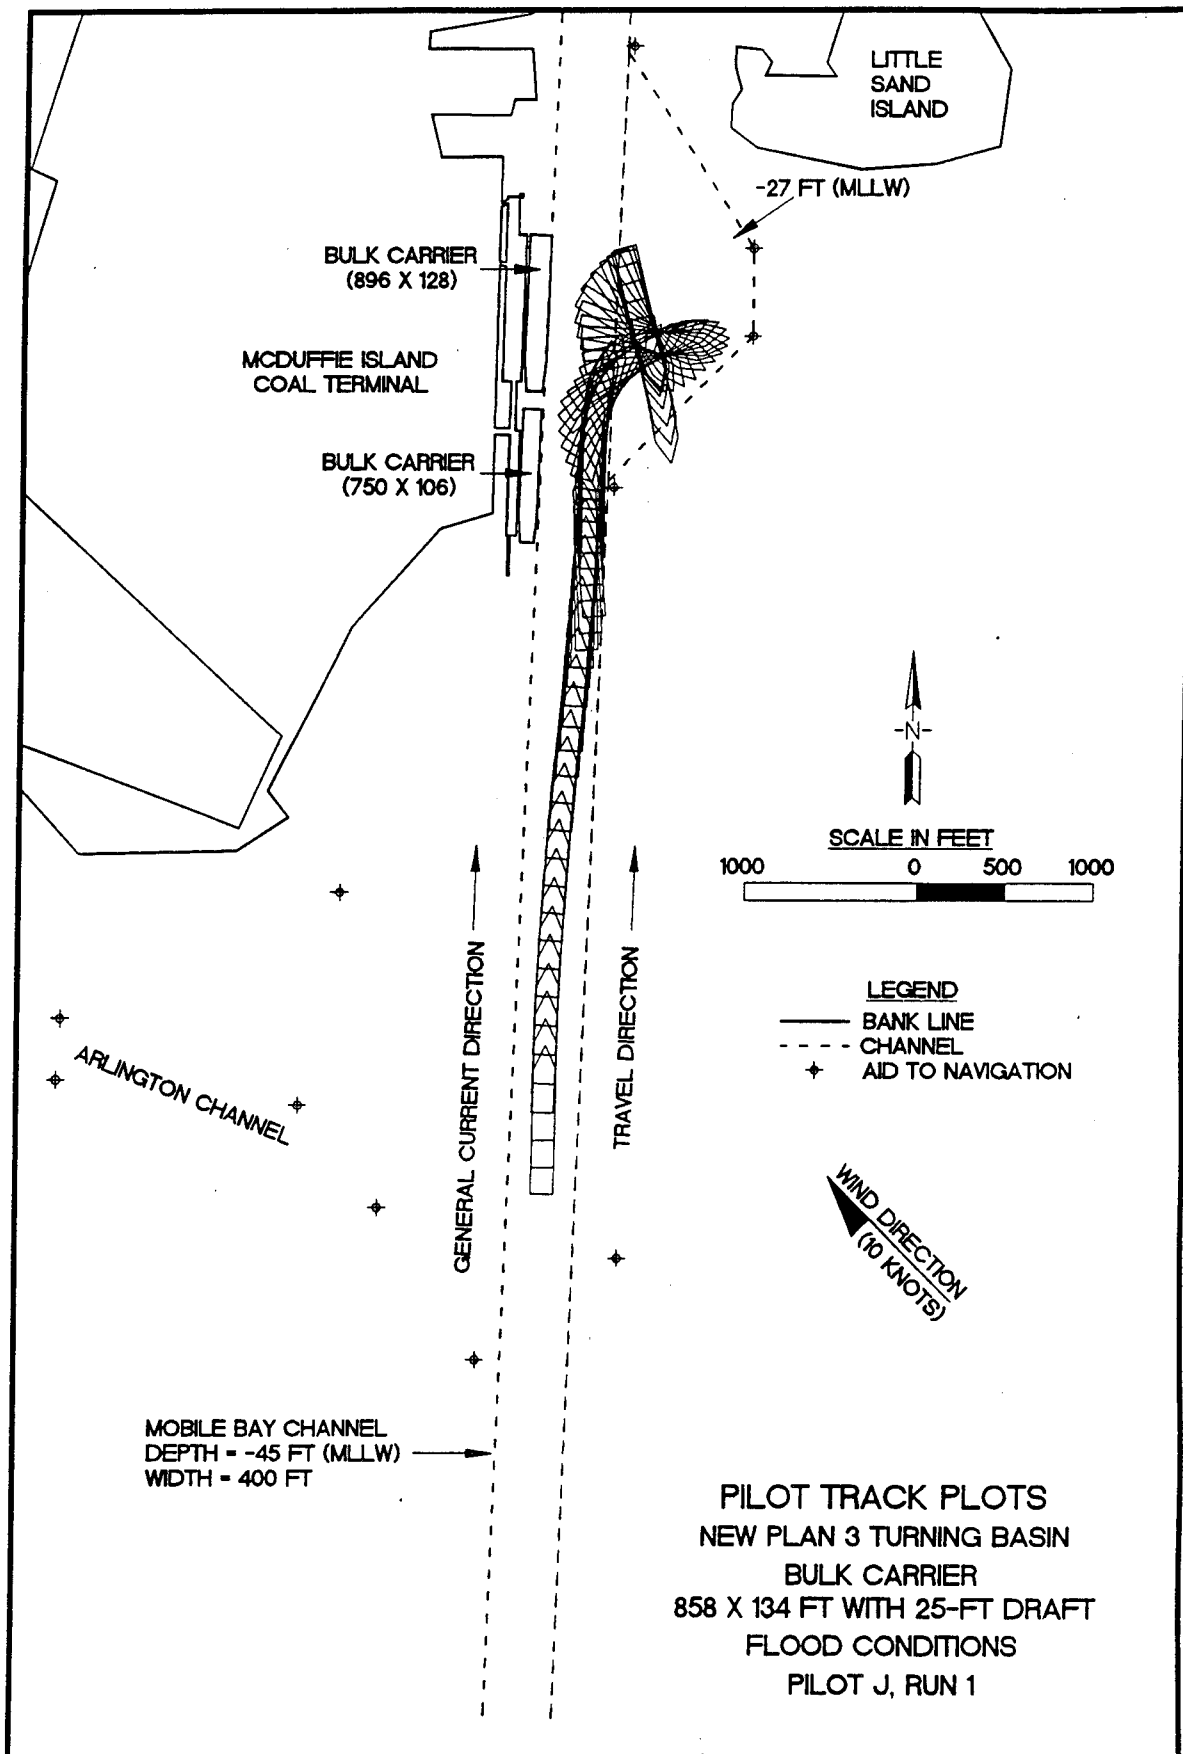 LITTLE
SAND
ISLAND
-27 FT (MLLW)
BULK CARRIER
(896 X 128)
MCDUFFIE ISLAND
COAL TERMINAL
BULK CARRIER
(750 X 106)
-N-
SCALE IN FEET
1000 0 500 1000
GENERAL CURRENT DIRECTION
TRAVEL DIRECTION
LEGEND
BANK LINE
CHANNEL
AID TO NAVIGATION
ARLINGTON CHANNEL
WIND DIRECTION
(10 KNOTS)
MOBILE BAY CHANNEL
DEPTH = -45 FT (MLLW)
WIDTH = 400 FT
PILOT TRACK PLOTS
NEW PLAN 3 TURNING BASIN
BULK CARRIER
858 X 134 FT WITH 25-FT DRAFT
FLOOD CONDITIONS
PILOT J, RUN 1